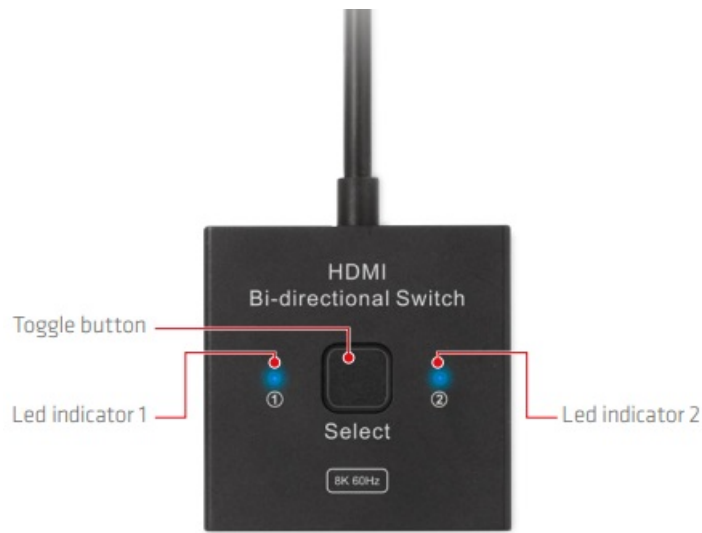 HDMI
Bi-directional Switch
Toggle button
Led indicator 1
①
②
Led indicator 2
Select
8K 60Hz